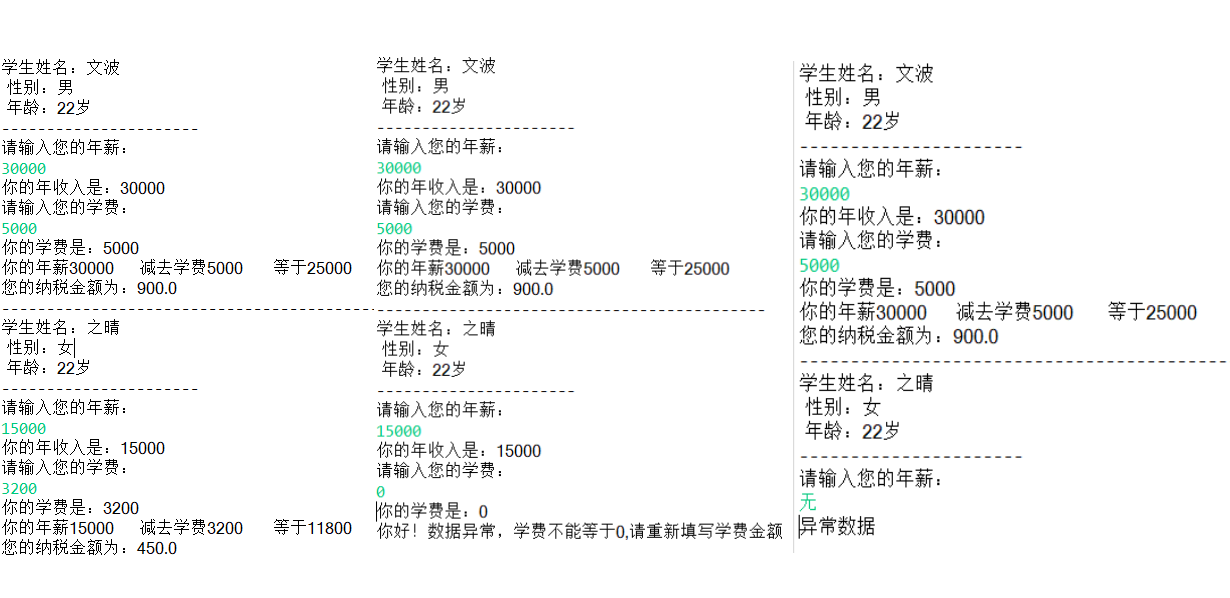 学生姓名：文波
性别：男
年龄：22岁
----------------------
请输入您的年薪：
30000
你的年收入是：30000
请输入您的学费：
5000
你的学费是：5000
你的年薪30000 减去学费5000 等于25000
您的纳税金额为：900.0
-------------------------------------------
学生姓名：之晴
性别：女
年龄：22岁
----------------------
请输入您的年薪：
15000
你的年收入是：15000
请输入您的学费：
3200
你的学费是：3200
你的年薪15000 减去学费3200 等于11800
您的纳税金额为：450.0
学生姓名：文波
性别：男
年龄：22岁
----------------------
请输入您的年薪：
30000
你的年收入是：30000
请输入您的学费：
5000
你的学费是：5000
你的年薪30000 减去学费5000 等于25000
您的纳税金额为：900.0
-------------------------------------------
学生姓名：之晴
性别：女
年龄：22岁
----------------------
请输入您的年薪：
15000
你的年收入是：15000
请输入您的学费：
0
你的学费是：0
你好！数据异常，学费不能等于0,请重新填写学费金额
学生姓名：文波
性别：男
年龄：22岁
----------------------
请输入您的年薪：
30000
你的年收入是：30000
请输入您的学费：
5000
你的学费是：5000
你的年薪30000 减去学费5000 等于25000
您的纳税金额为：900.0
-------------------------------------------
学生姓名：之晴
性别：女
年龄：22岁
----------------------
请输入您的年薪：
无
异常数据